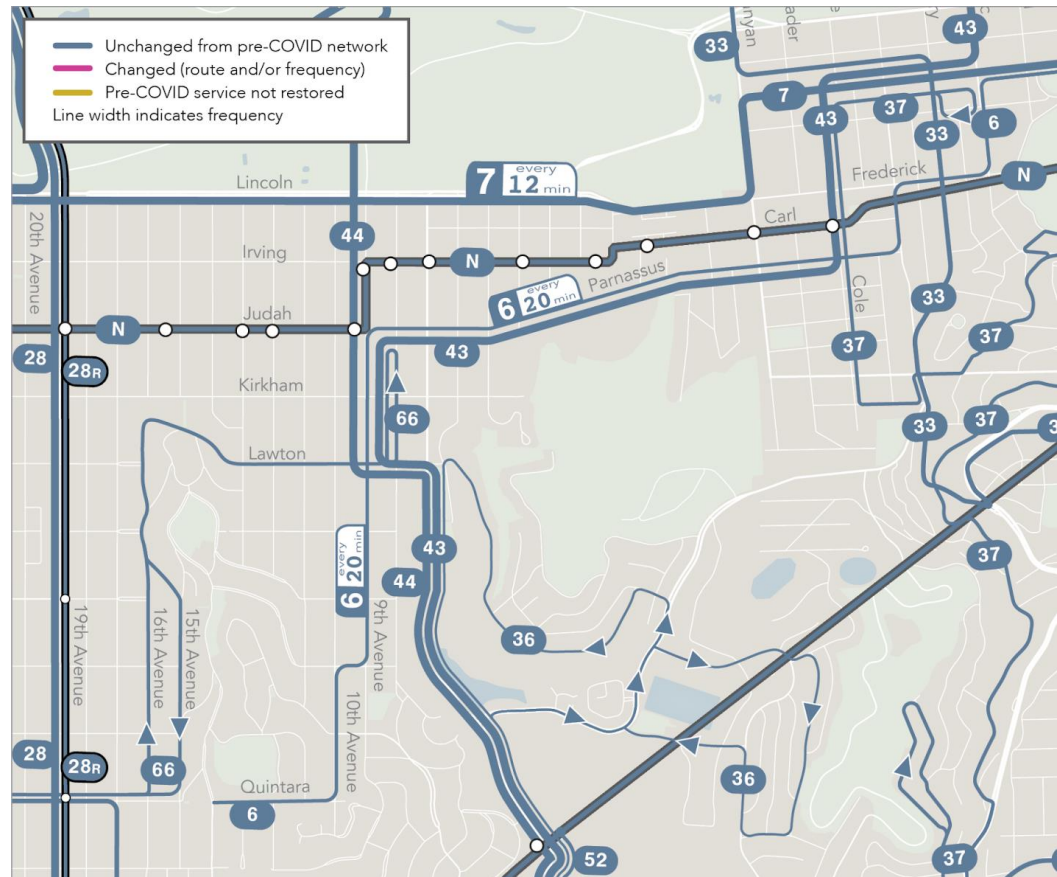 Unchanged from pre-COVID network
Changed (route and/or frequency)
Pre-COVID service not restored
Line width indicates frequency
33
43
7
37
43
33
6
Lincoln
7 every 12 min
Frederick
N
20th Avenue
44
Carl
Irving
N
Parnassus
6 every 20 min
Cole
33
Judah
N
28
28R
43
37
37
Kirkham
66
37
33
Lawton
6 every 20 min
43
44
37
19th Avenue
16th Avenue
15th Avenue
9th Avenue
36
10th Avenue
28
28R
66
36
Quintara
6
52
37